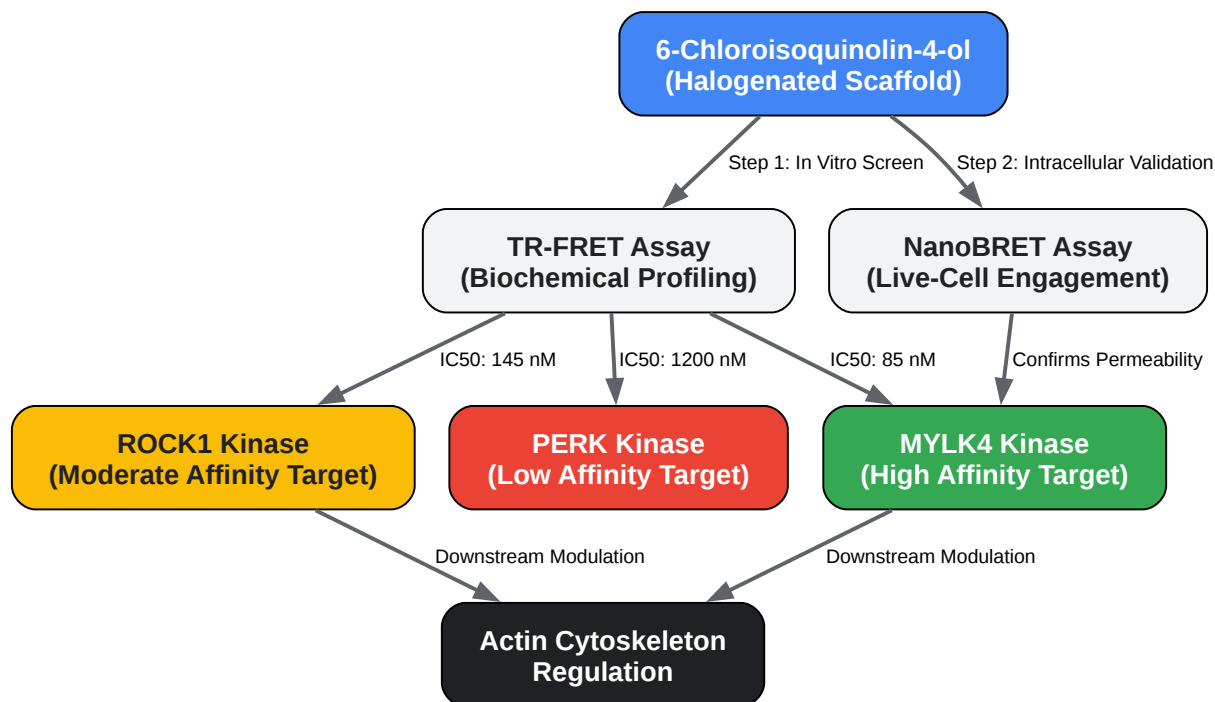 6-Chloroisoquinolin-4-ol
(Halogenated Scaffold)
Step 1: In Vitro Screen
Step 2: Intracellular Validation
TR-FRET Assay
(Biochemical Profiling)
NanoBRET Assay
(Live-Cell Engagement)
IC50: 145 nM
IC50: 1200 nM
IC50: 85 nM
Confirms Permeability
ROCK1 Kinase
(Moderate Affinity Target)
PERK Kinase
(Low Affinity Target)
MYLK4 Kinase
(High Affinity Target)
Downstream Modulation
Downstream Modulation
Actin Cytoskeleton
Regulation